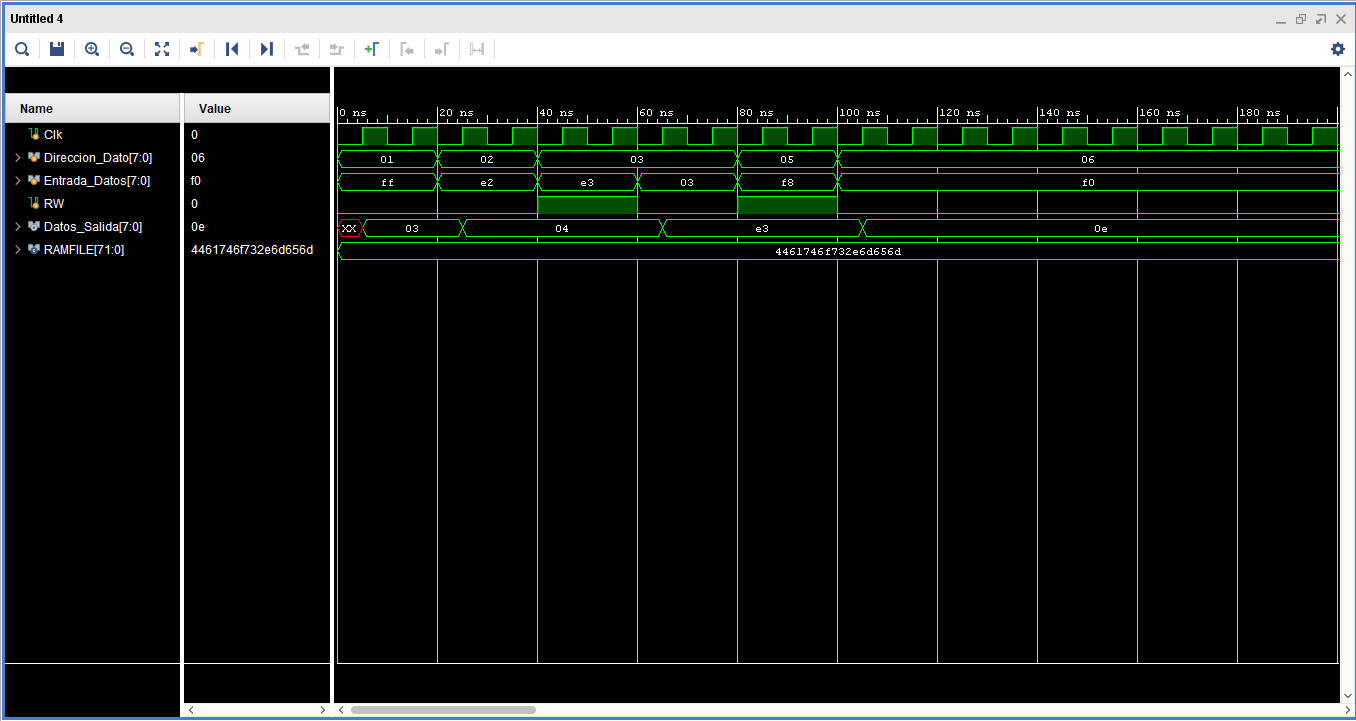 Untitled 4
Name Value
0 ns 20 ns 40 ns 60 ns 80 ns 100 ns 120 ns 140 ns 160 ns 180 ns
Clk 0
Direccion_Dato[7:0] 06 01 02 03 05 06
Entrada_Datos[7:0] f0 ff e2 e3 03 f8 f0
RW 0
Datos_Salida[7:0] 0e XX 03 04 e3 0e
RAMFILE[71:0] 4461746f732e6d656d 4461746f732e6d656d